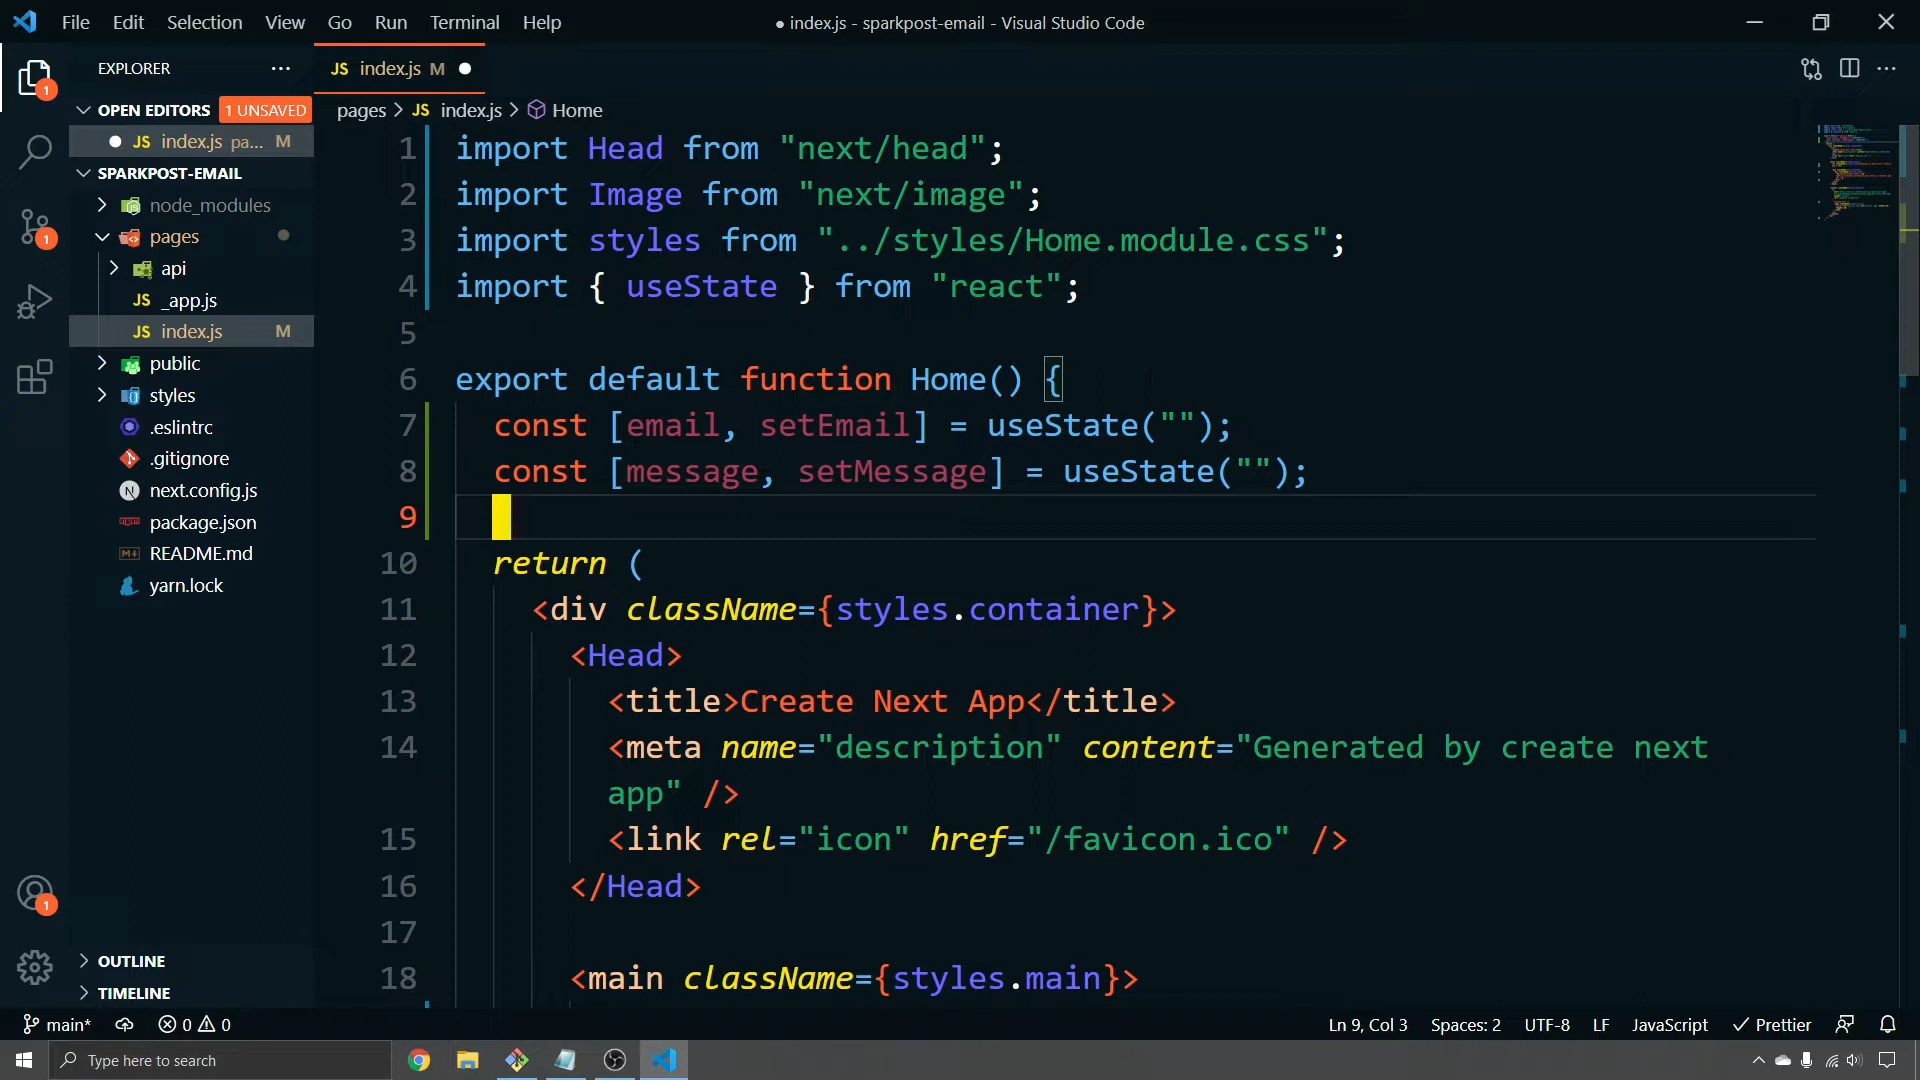 File Edit Selection View Go Run Terminal Help
● index.js - sparkpost-email - Visual Studio Code
EXPLORER
JS index.js M
OPEN EDITORS 1 UNSAVED
JS index.js pa... M
SPARKPOST-EMAIL
node_modules
pages
api
JS _app.js
JS index.js M
public
styles
.eslintrc
.gitignore
next.config.js
package.json
README.md
yarn.lock
OUTLINE
TIMELINE
pages > JS index.js > Home
1 import Head from "next/head";
2 import Image from "next/image";
3 import styles from "../styles/Home.module.css";
4 import { useState } from "react";
5
6 export default function Home() {
7 const [email, setEmail] = useState("");
8 const [message, setMessage] = useState("");
9
10 return (
11 <div className={styles.container}>
12 <Head>
13 <title>Create Next App</title>
14 <meta name="description" content="Generated by create next
app" />
15 <link rel="icon" href="/favicon.ico" />
16 </Head>
17
18 <main className={styles.main}>
1
1
1
main* 0 0
Ln 9, Col 3 Spaces: 2 UTF-8 LF JavaScript Prettier
Type here to search